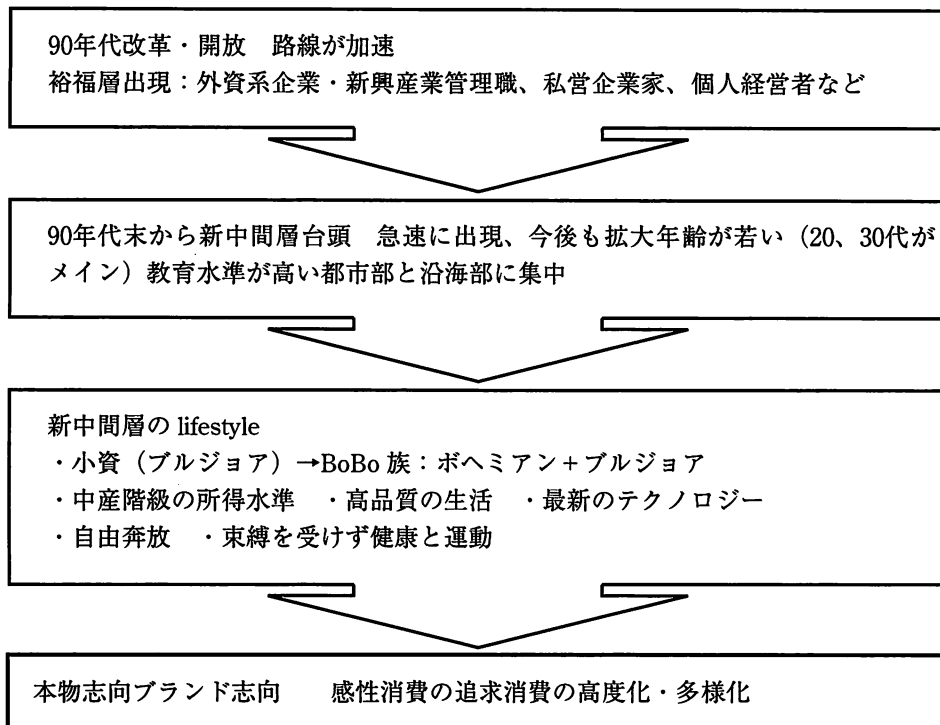 90年代改革・開放　路線が加速
裕福層出現：外資系企業・新興産業管理職、私営企業家、個人経営者など
90年代末から新中間層台頭　急速に出現、今後も拡大年齢が若い（20、30代が
メイン）教育水準が高い都市部と沿海部に集中
新中間層の lifestyle
・小資（ブルジョア）→BoBo 族：ボヘミアン＋ブルジョア
・中産階級の所得水準　・高品質の生活　・最新のテクノロジー
・自由奔放　・束縛を受けず健康と運動
本物志向ブランド志向　　感性消費の追求消費の高度化・多様化